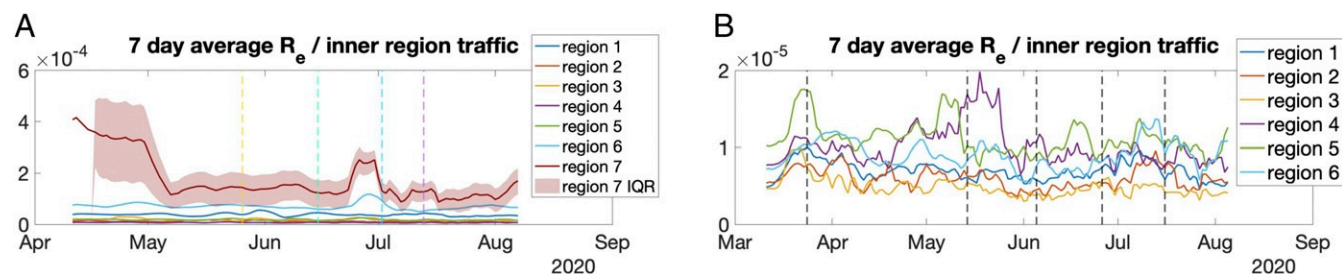 A
7 day average Re / inner region traffic
× 10-4
6
4
2
0
Apr
May
Jun
Jul
Aug
Sep
2020
region 1
region 2
region 3
region 4
region 5
region 6
region 7
region 7 IQR
B
7 day average Re / inner region traffic
× 10-5
2
1
0
Mar
Apr
May
Jun
Jul
Aug
Sep
2020
region 1
region 2
region 3
region 4
region 5
region 6